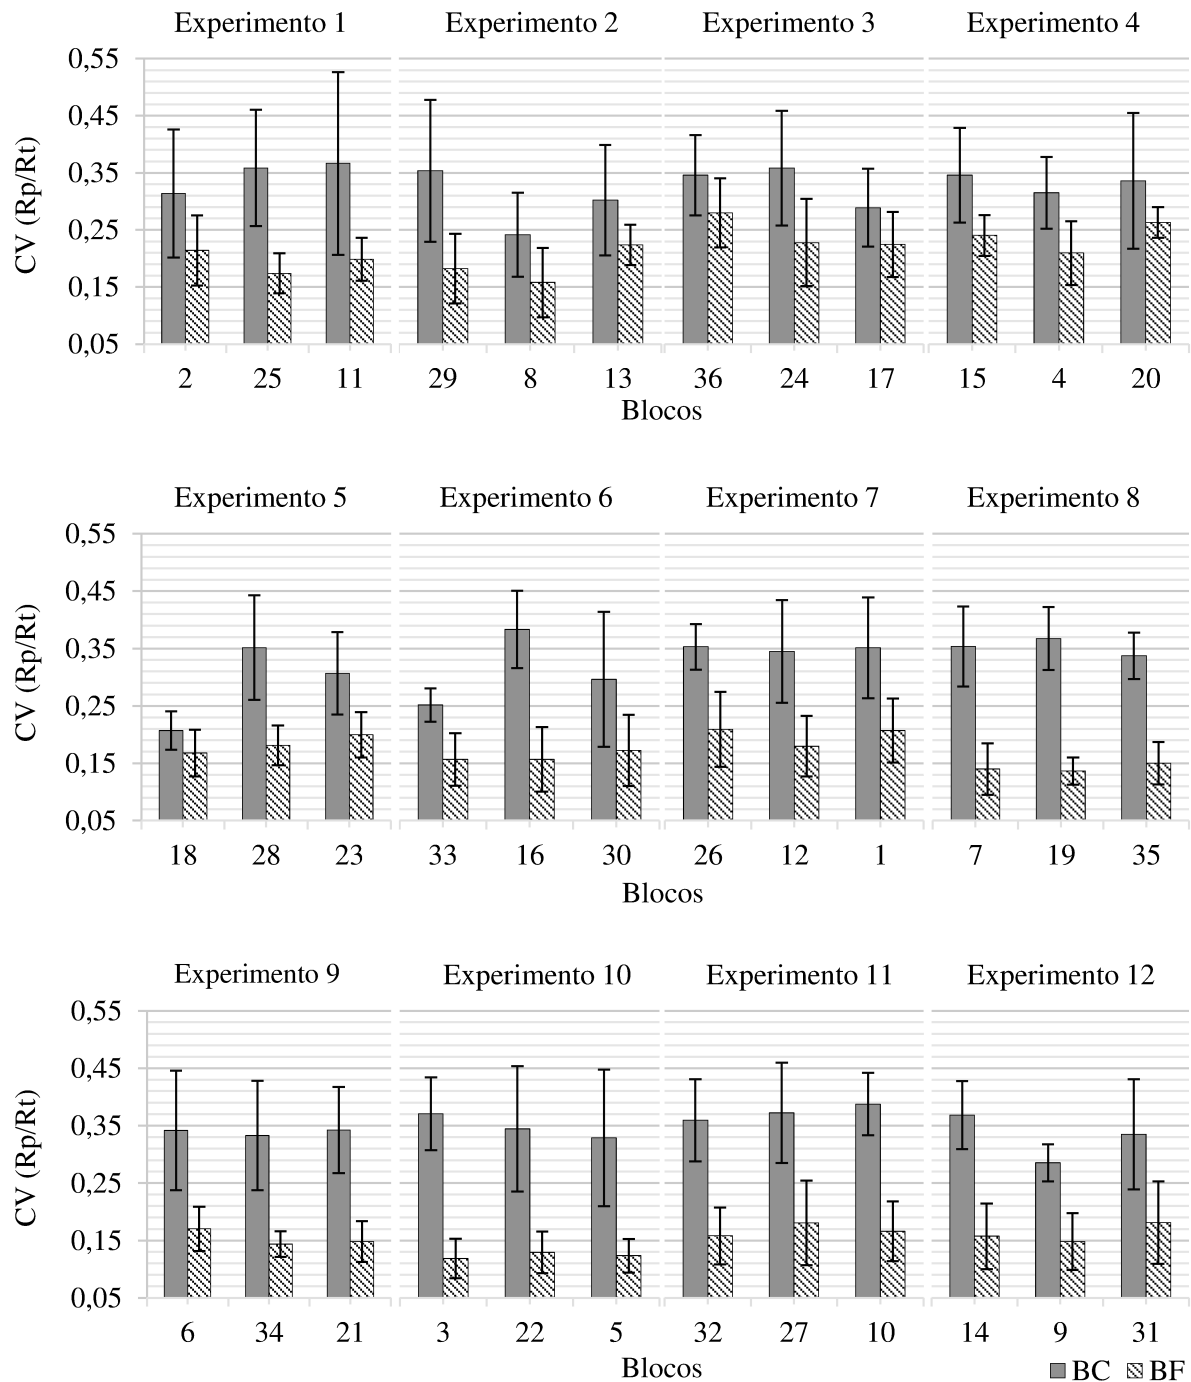 Experimento 1 Experimento 2 Experimento 3 Experimento 4
CV (Rp/Rt)
0,55
0,45
0,35
0,25
0,15
0,05
2 25 11 29 8 13 36 24 17 15 4 20
Blocos
Experimento 5 Experimento 6 Experimento 7 Experimento 8
CV (Rp/Rt)
0,55
0,45
0,35
0,25
0,15
0,05
18 28 23 33 16 30 26 12 1 7 19 35
Blocos
Experimento 9 Experimento 10 Experimento 11 Experimento 12
CV (Rp/Rt)
0,55
0,45
0,35
0,25
0,15
0,05
6 34 21 3 22 5 32 27 10 14 9 31
Blocos
BC BF